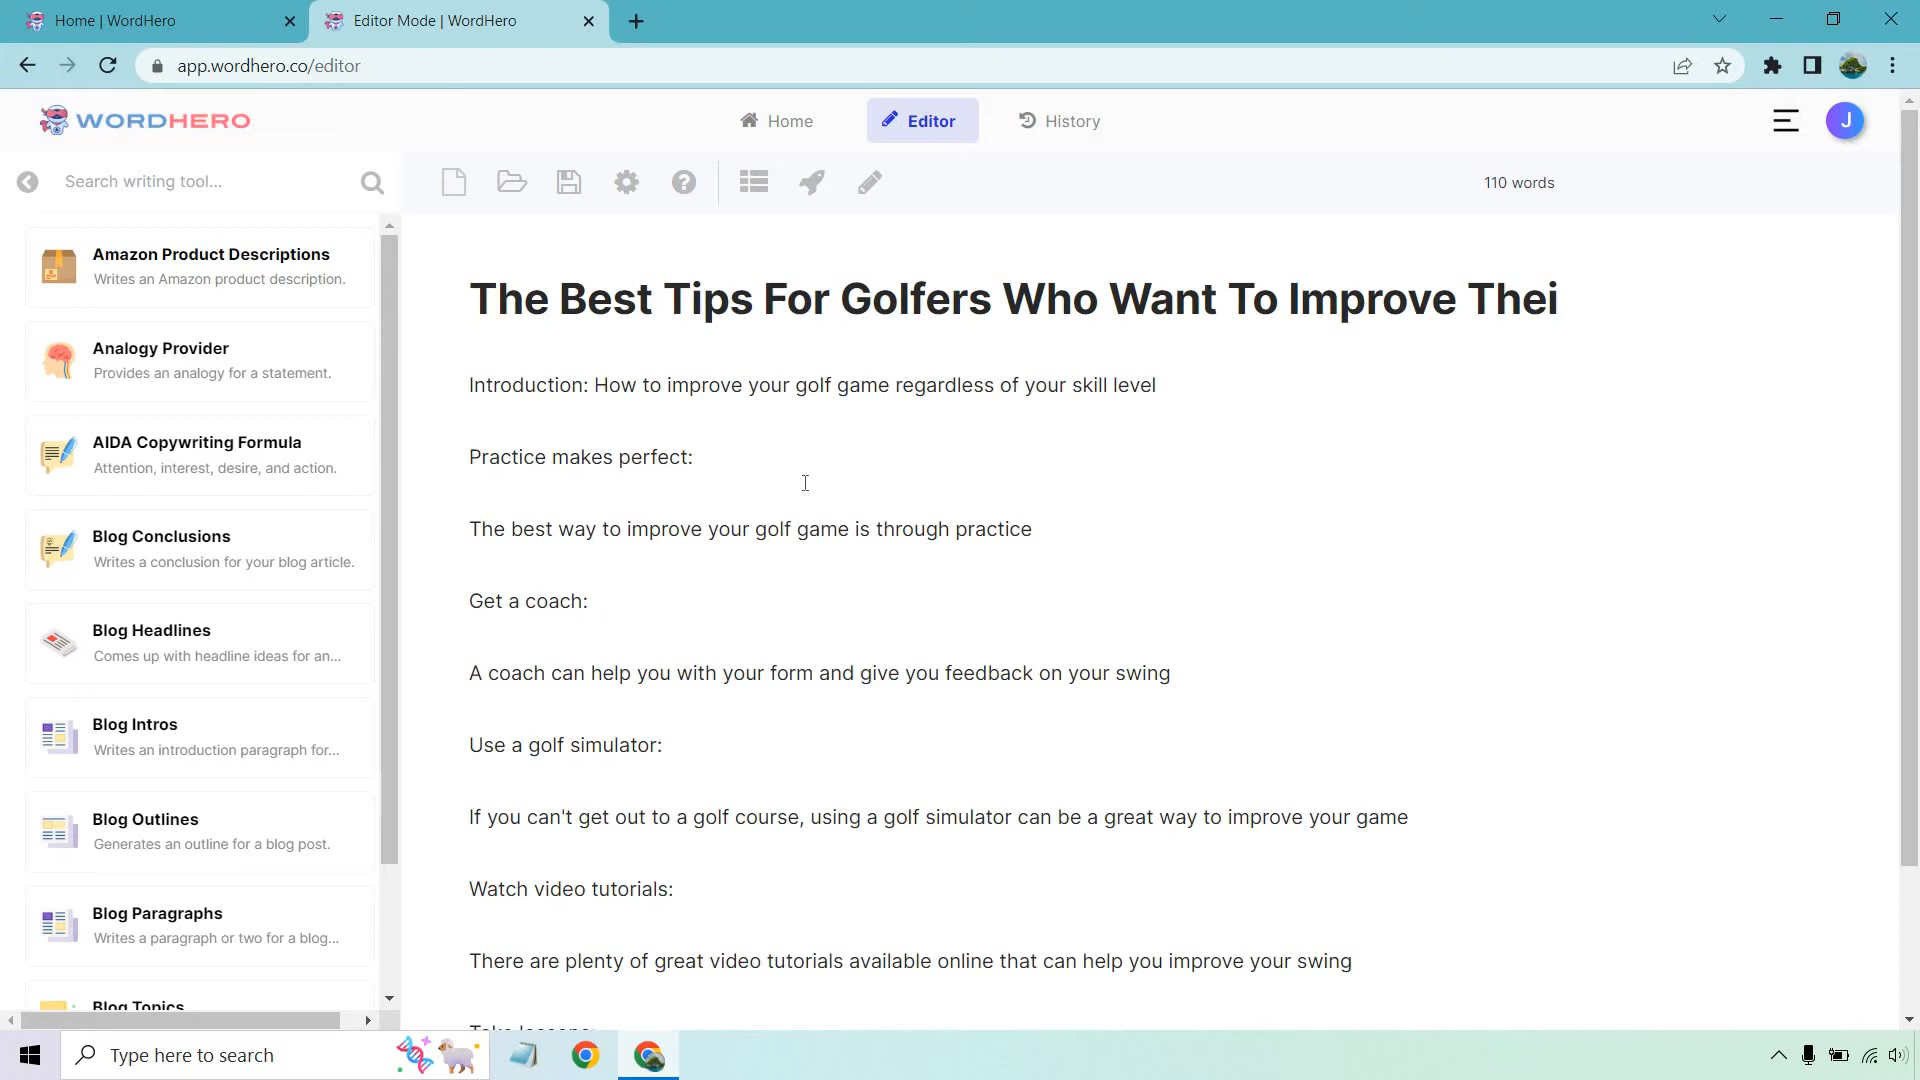 Home | WordHero
Editor Mode | WordHero
app.wordhero.co/editor
WORDHERO
Home
Editor
History
J
Search writing tool...
110 words
Amazon Product Descriptions
Writes an Amazon product description.
Analogy Provider
Provides an analogy for a statement.
AIDA Copywriting Formula
Attention, interest, desire, and action.
Blog Conclusions
Writes a conclusion for your blog article.
Blog Headlines
Comes up with headline ideas for an...
Blog Intros
Writes an introduction paragraph for...
Blog Outlines
Generates an outline for a blog post.
Blog Paragraphs
Writes a paragraph or two for a blog...
Blog Topics
The Best Tips For Golfers Who Want To Improve Thei
Introduction: How to improve your golf game regardless of your skill level
Practice makes perfect:
The best way to improve your golf game is through practice
Get a coach:
A coach can help you with your form and give you feedback on your swing
Use a golf simulator:
If you can't get out to a golf course, using a golf simulator can be a great way to improve your game
Watch video tutorials:
There are plenty of great video tutorials available online that can help you improve your swing
Take lessons:
Type here to search